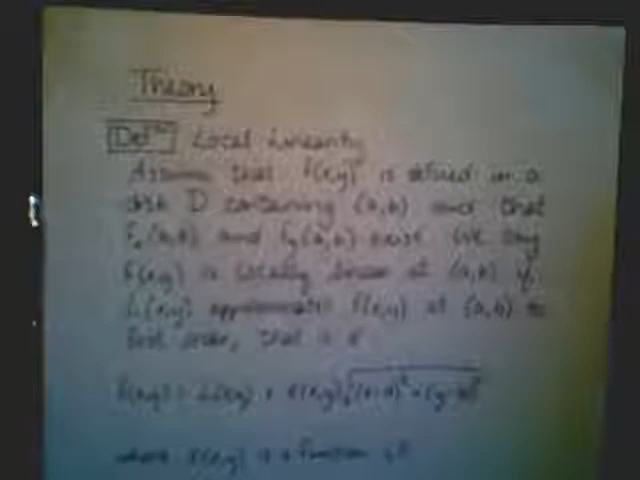 Theory
Defn Local Linearity
Assume that f(x,y) is defined in a
disk D containing (a,b) and that
fx(a,b) and fy(a,b) exist. We say
f(x,y) is locally linear at (a,b) if
L(x,y) approximates f(x,y) at (a,b) to
first order, that is if
f(x,y) = L(x,y) + E(x,y)√(x-a)²+(y-b)²
where E(x,y) is a function